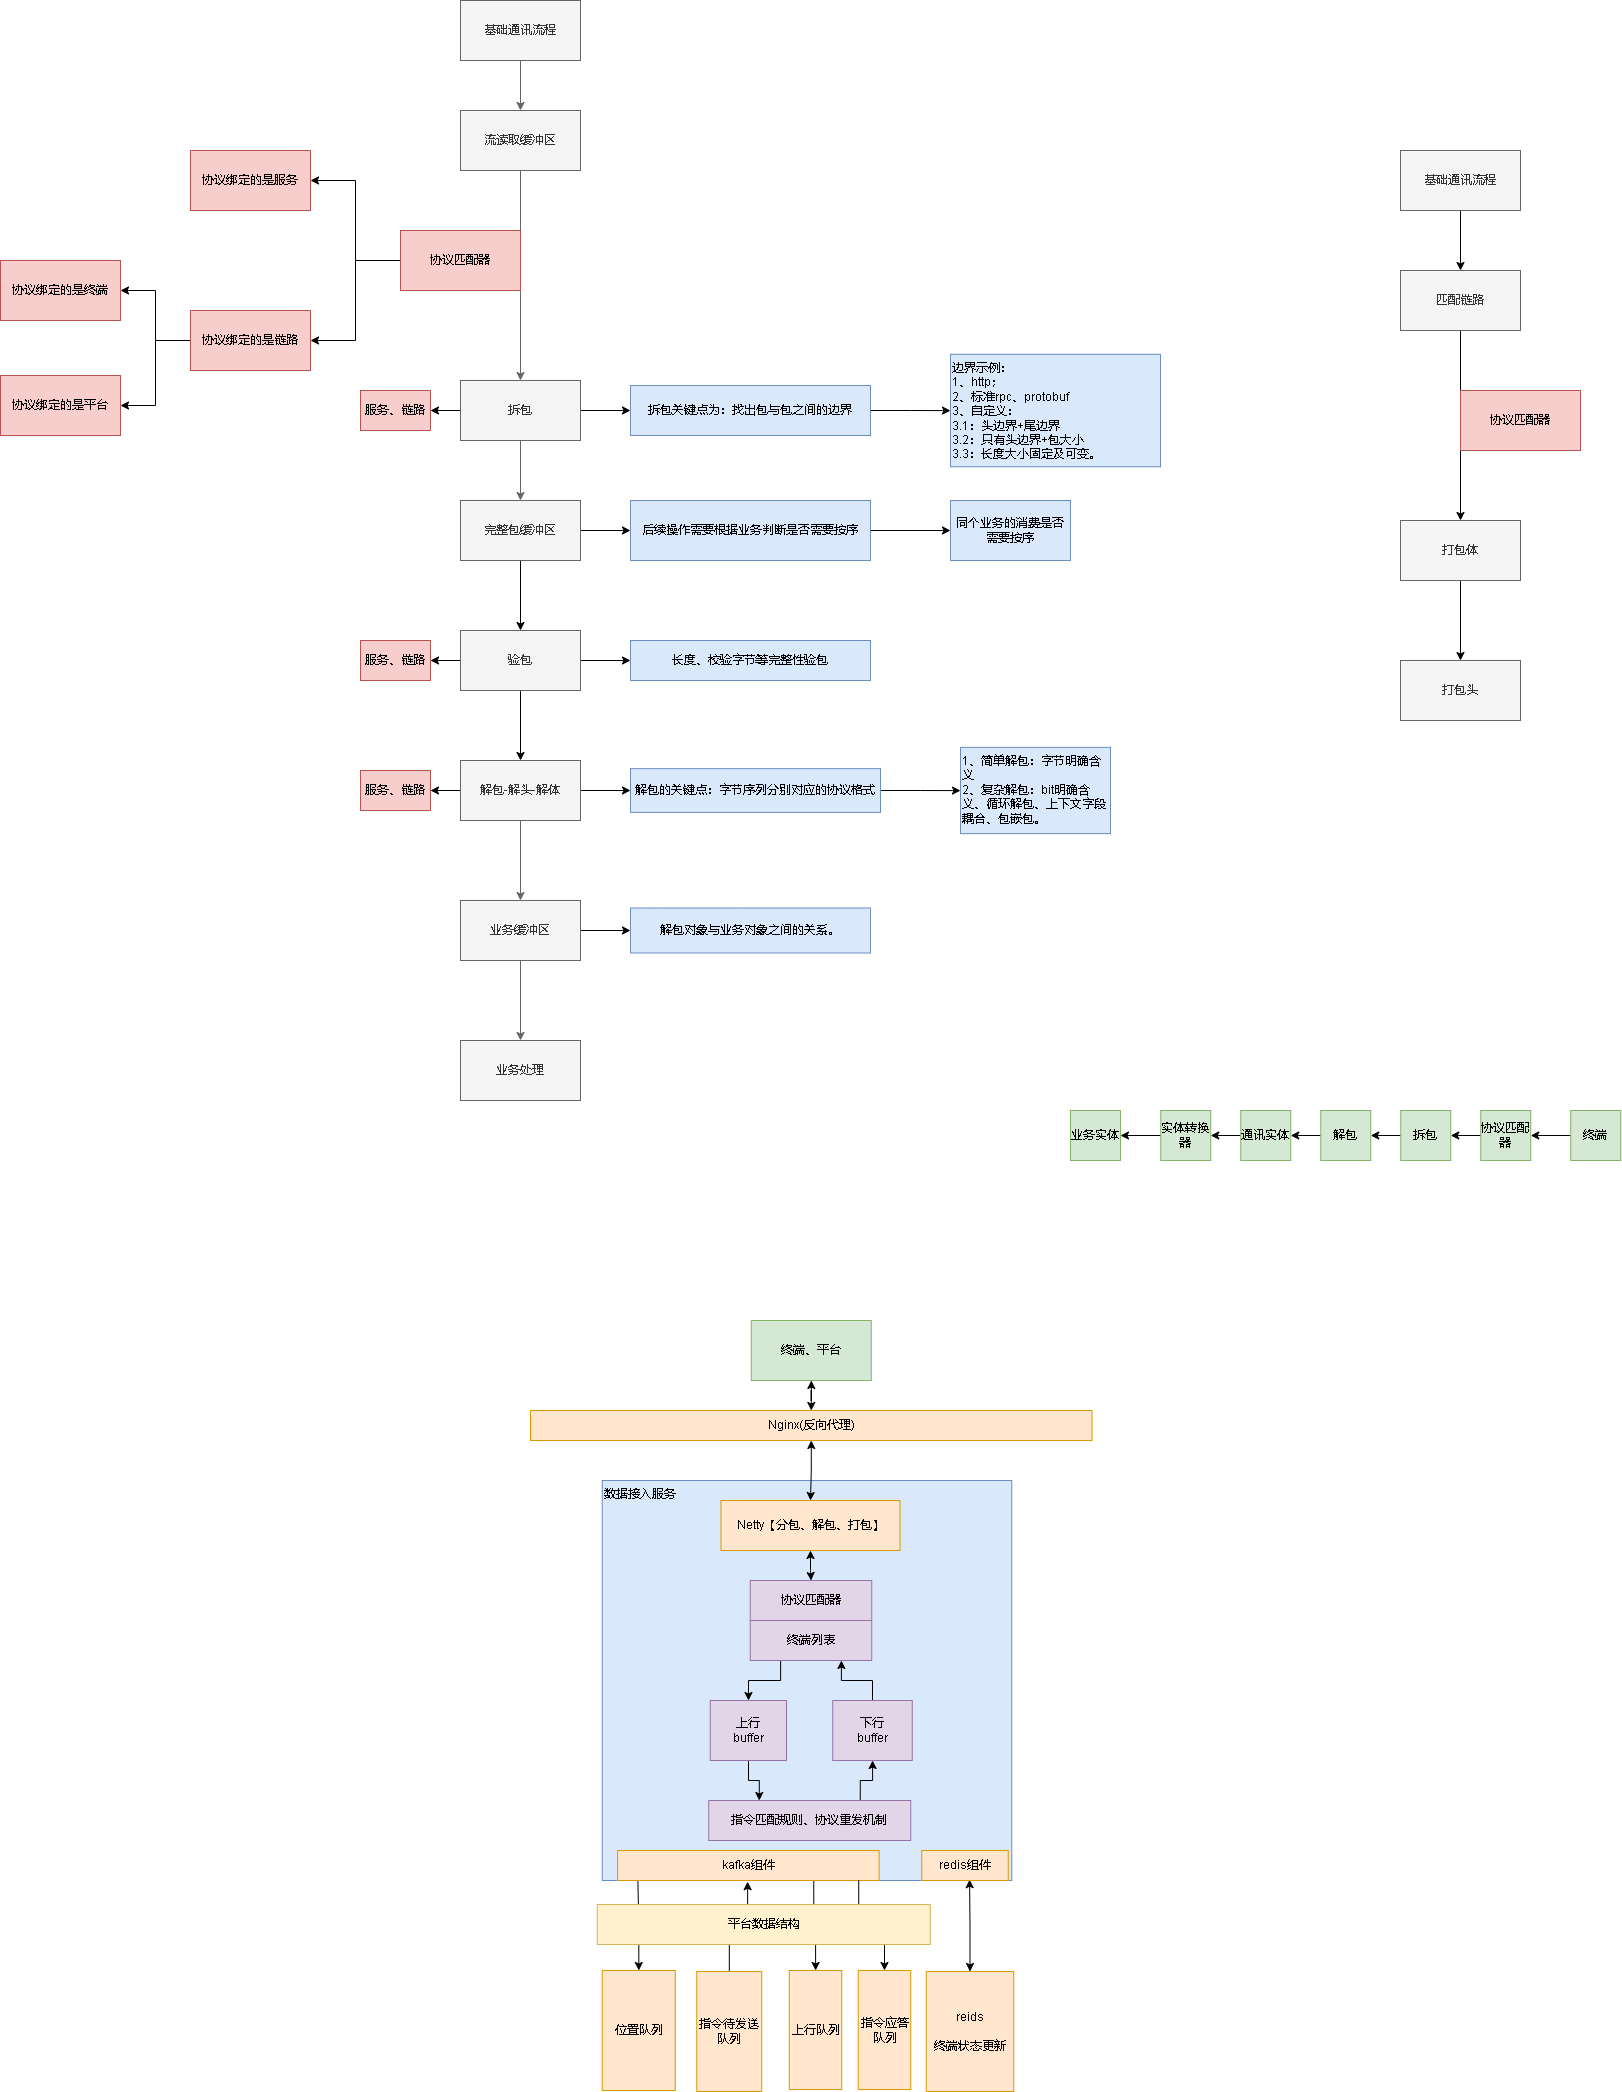 基础通讯流程
流读取缓冲区
协议绑定的是服务
基础通讯流程
协议匹配器
协议绑定的是终端
匹配链路
协议绑定的是链路
协议绑定的是平台
服务、链路
拆包
拆包关键点为：找出包与包之间的边界
边界示例：
1、http；
2、标准rpc、protobuf
3、自定义：
3.1：头边界+尾边界
3.2：只有头边界+包大小
3.3：长度大小固定及可变。
协议匹配器
完整包缓冲区
后续操作需要根据业务判断是否需要按序
同个业务的消费是否
需要按序
打包体
服务、链路
验包
长度、校验字节等完整性验包
打包头
服务、链路
解包-解头-解体
解包的关键点：字节序列分别对应的协议格式
1、简单解包：字节明确含
义
2、复杂解包：bit明确含
义、循环解包、上下文字段
耦合、包嵌包。
业务缓冲区
解包对象与业务对象之间的关系。
业务处理
业务实体
实体转换
器
通讯实体
解包
拆包
协议匹配
器
终端
终端、平台
Nginx(反向代理)
数据接入服务
Netty【分包、解包、打包】
协议匹配器
终端列表
上行
buffer
下行
buffer
指令匹配规则、协议重发机制
kafka组件
redis组件
平台数据结构
位置队列
指令待发送
队列
上行队列
指令应答
队列
reids
终端状态更新